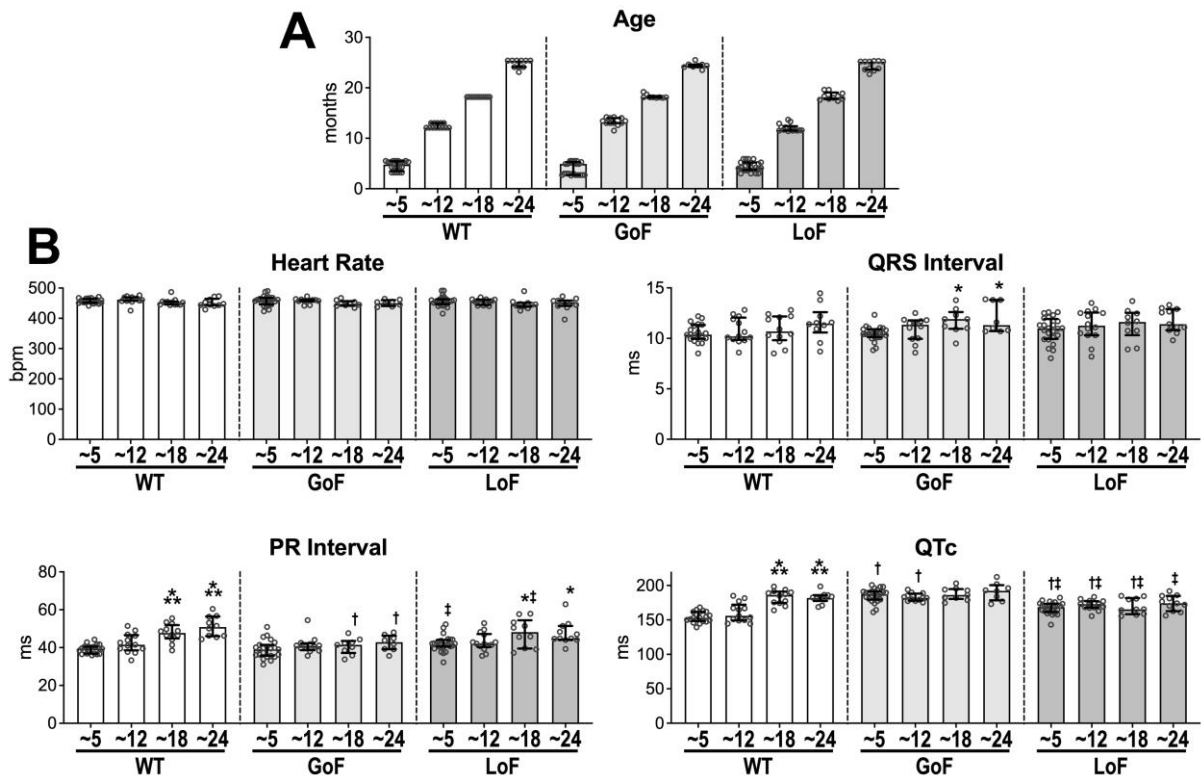 A
Age
months
30
20
10
0
~5 ~12 ~18 ~24 ~5 ~12 ~18 ~24 ~5 ~12 ~18 ~24
WT GoF LoF
B
Heart Rate
bpm
500
400
300
200
100
0
~5 ~12 ~18 ~24 ~5 ~12 ~18 ~24 ~5 ~12 ~18 ~24
WT GoF LoF
QRS Interval
ms
15
10
5
0
* *
~5 ~12 ~18 ~24 ~5 ~12 ~18 ~24 ~5 ~12 ~18 ~24
WT GoF LoF
PR Interval
ms
80
60
40
20
0
*** *** † † ‡ *‡ *
~5 ~12 ~18 ~24 ~5 ~12 ~18 ~24 ~5 ~12 ~18 ~24
WT GoF LoF
QTc
ms
200
150
100
50
0
*** *** † † †‡ †‡ †‡ ‡
~5 ~12 ~18 ~24 ~5 ~12 ~18 ~24 ~5 ~12 ~18 ~24
WT GoF LoF